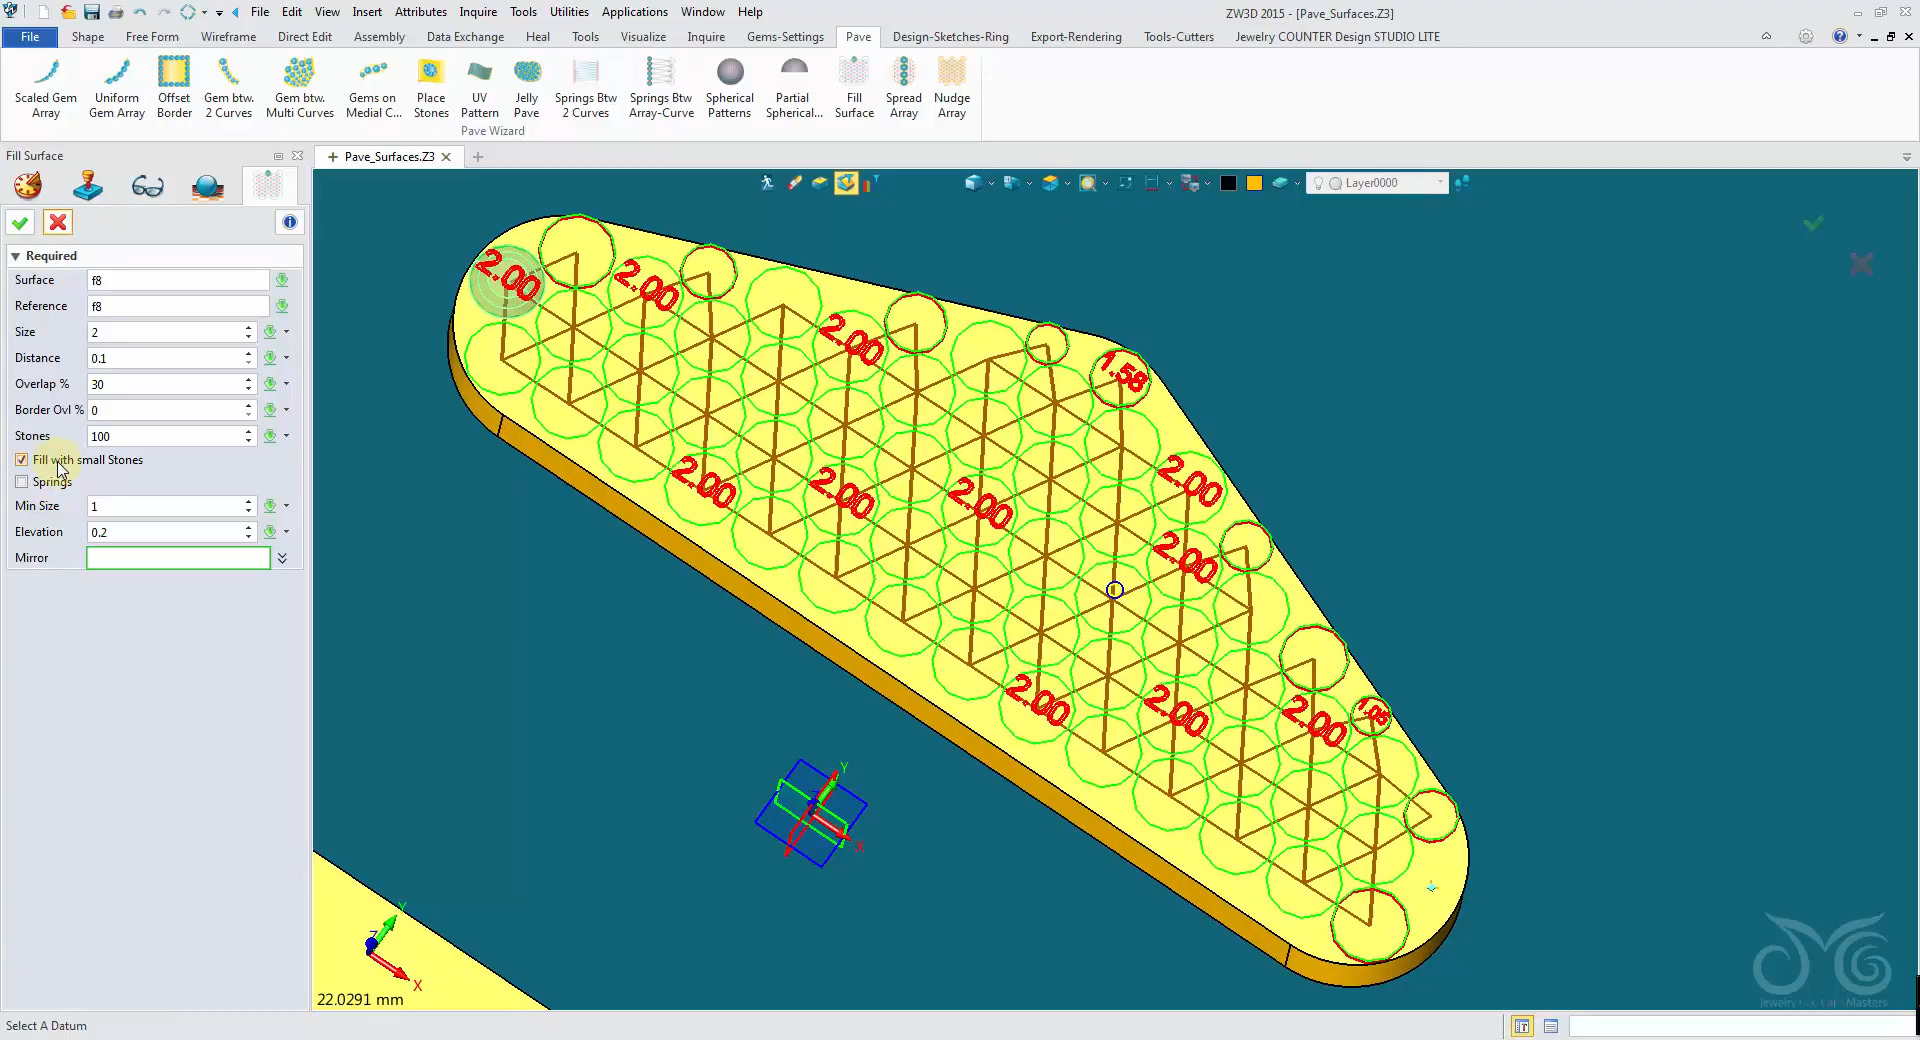 File Edit View Insert Attributes Inquire Tools Utilities Applications Window Help
ZW3D 2015 - [Pave_Surfaces.Z3]
File Shape Free Form Wireframe Direct Edit Assembly Data Exchange Heal Tools Visualize Inquire Gems-Settings Pave Design-Sketches-Ring Export-Rendering Tools-Cutters Jewelry COUNTER Design STUDIO LITE
Scaled Gem Array
Uniform Gem Array
Offset Border
Gem btw. 2 Curves
Gem btw. Multi Curves
Gems on Medial C...
Place Stones
UV Pattern
Jelly Pave
Springs Btw 2 Curves
Springs Btw Array-Curve
Spherical Patterns
Partial Spherical...
Fill Surface
Spread Array
Nudge Array
Pave Wizard
Fill Surface
Pave_Surfaces.Z3
Layer0000
Required
Surface f8
Reference f8
Size 2
Distance 0.1
Overlap % 30
Border Ovl % 0
Stones 100
Fill with small Stones
Springs
Min Size 1
Elevation 0.2
Mirror
2.00
2.00
2.00
1.58
2.00
2.00
2.00
2.00
2.00
2.00
2.00
2.00
Y
X
Y
Z
X
22.0291 mm
Select A Datum